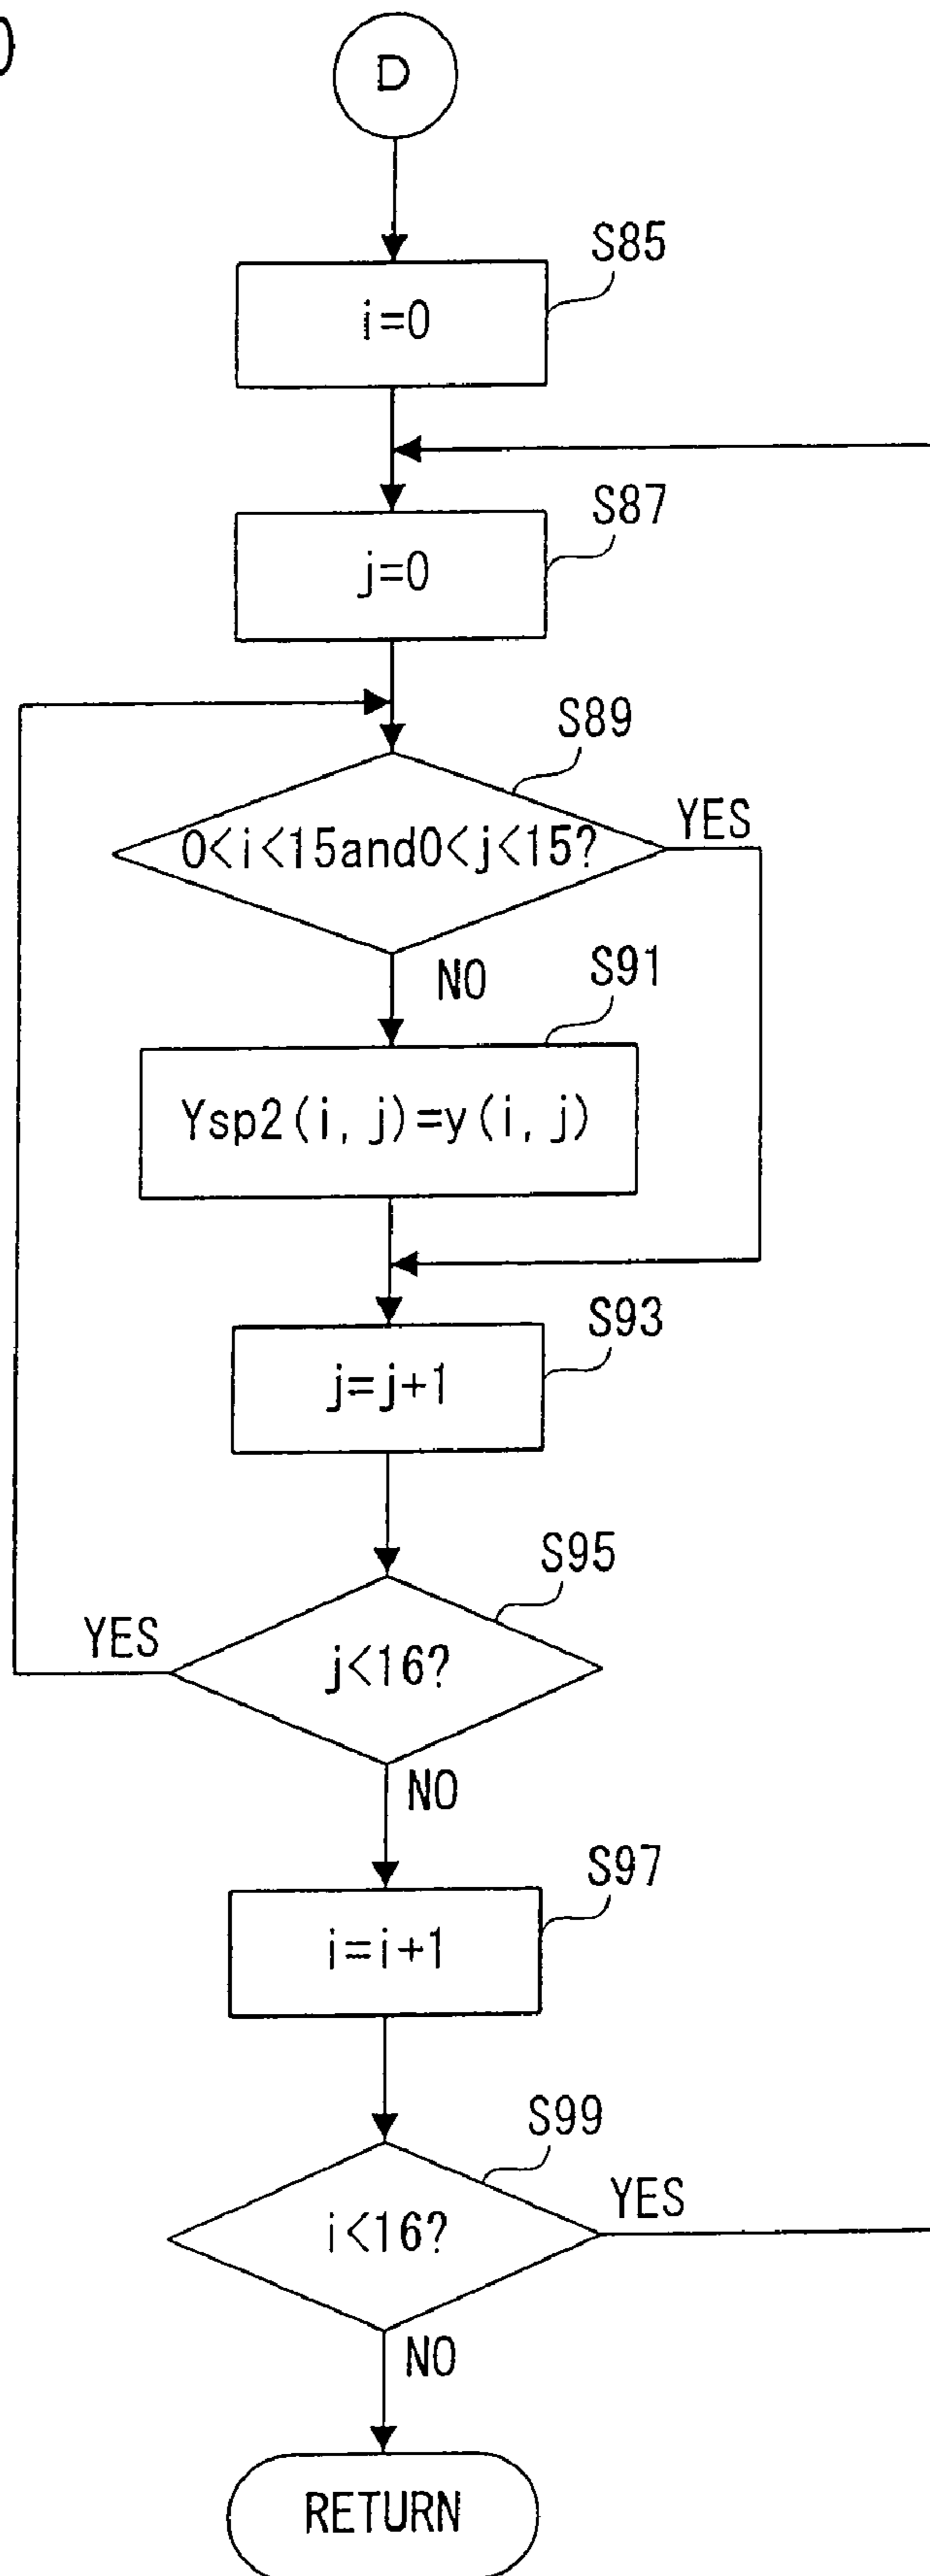 D
S85
i=0
S87
j=0
S89
0<i<15and0<j<15?
YES
NO
S91
Ysp2(i, j)=y(i, j)
S93
j=j+1
S95
YES
j<16?
NO
S97
i=i+1
S99
YES
i<16?
NO
RETURN